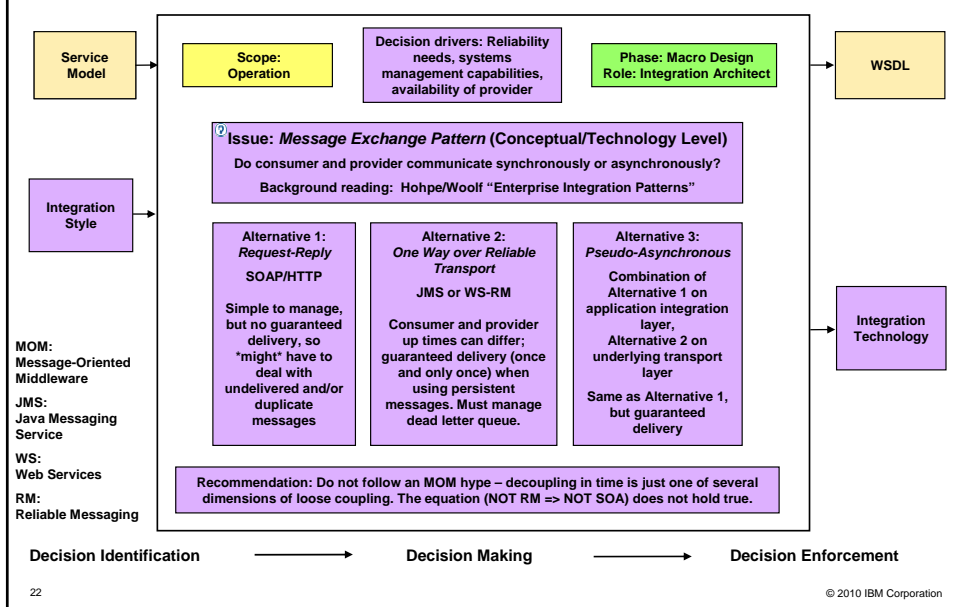 Service
Model
Scope:
Operation
Decision drivers: Reliability
needs, systems
management capabilities,
availability of provider
Phase: Macro Design
Role: Integration Architect
WSDL
Issue: Message Exchange Pattern (Conceptual/Technology Level)
Do consumer and provider communicate synchronously or asynchronously?
Background reading: Hohpe/Woolf “Enterprise Integration Patterns”
Integration
Style
Alternative 1:
Request-Reply
SOAP/HTTP
Simple to manage,
but no guaranteed
delivery, so
*might* have to
deal with
undelivered and/or
duplicate
messages
Alternative 2:
One Way over Reliable
Transport
JMS or WS-RM
Consumer and provider
up times can differ;
guaranteed delivery (once
and only once) when
using persistent
messages. Must manage
dead letter queue.
Alternative 3:
Pseudo-Asynchronous
Combination of
Alternative 1 on
application integration
layer,
Alternative 2 on
underlying transport
layer
Same as Alternative 1,
but guaranteed
delivery
Integration
Technology
MOM:
Message-Oriented
Middleware
JMS:
Java Messaging
Service
WS:
Web Services
RM:
Reliable Messaging
Recommendation: Do not follow an MOM hype – decoupling in time is just one of several
dimensions of loose coupling. The equation (NOT RM => NOT SOA) does not hold true.
Decision Identification
Decision Making
Decision Enforcement
22
© 2010 IBM Corporation